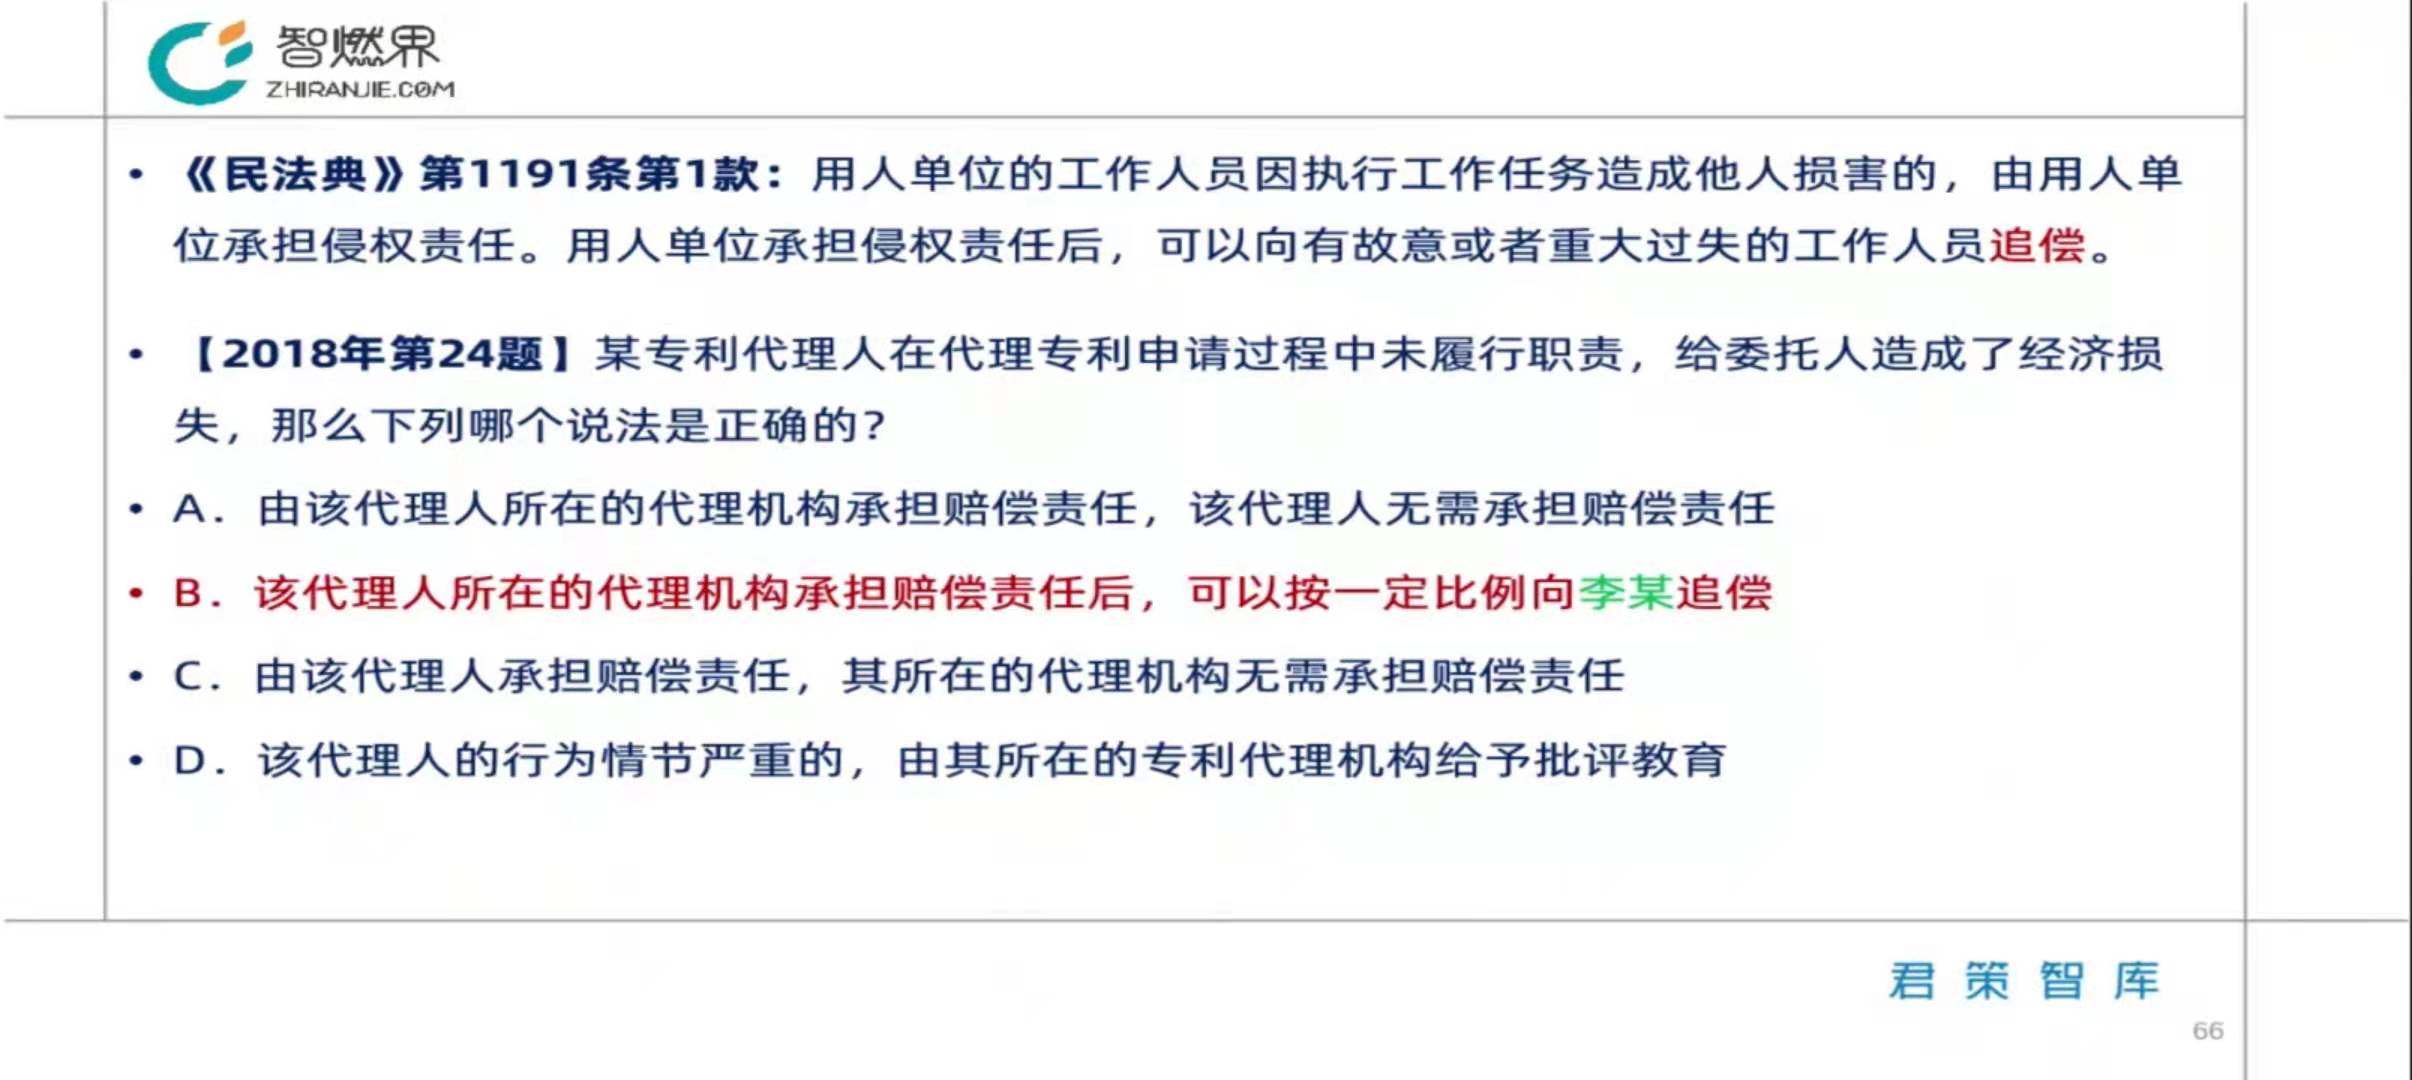 智燃界
ZHIRANJIE.COM
• 《民法典》第1191条第1款：用人单位的工作人员因执行工作任务造成他人损害的，由用人单
位承担侵权责任。用人单位承担侵权责任后，可以向有故意或者重大过失的工作人员追偿。
• 【2018年第24题】某专利代理人在代理专利申请过程中未履行职责，给委托人造成了经济损
失，那么下列哪个说法是正确的？
• A．由该代理人所在的代理机构承担赔偿责任，该代理人无需承担赔偿责任
• B．该代理人所在的代理机构承担赔偿责任后，可以按一定比例向李某追偿
• C．由该代理人承担赔偿责任，其所在的代理机构无需承担赔偿责任
• D．该代理人的行为情节严重的，由其所在的专利代理机构给予批评教育
君策智库
66